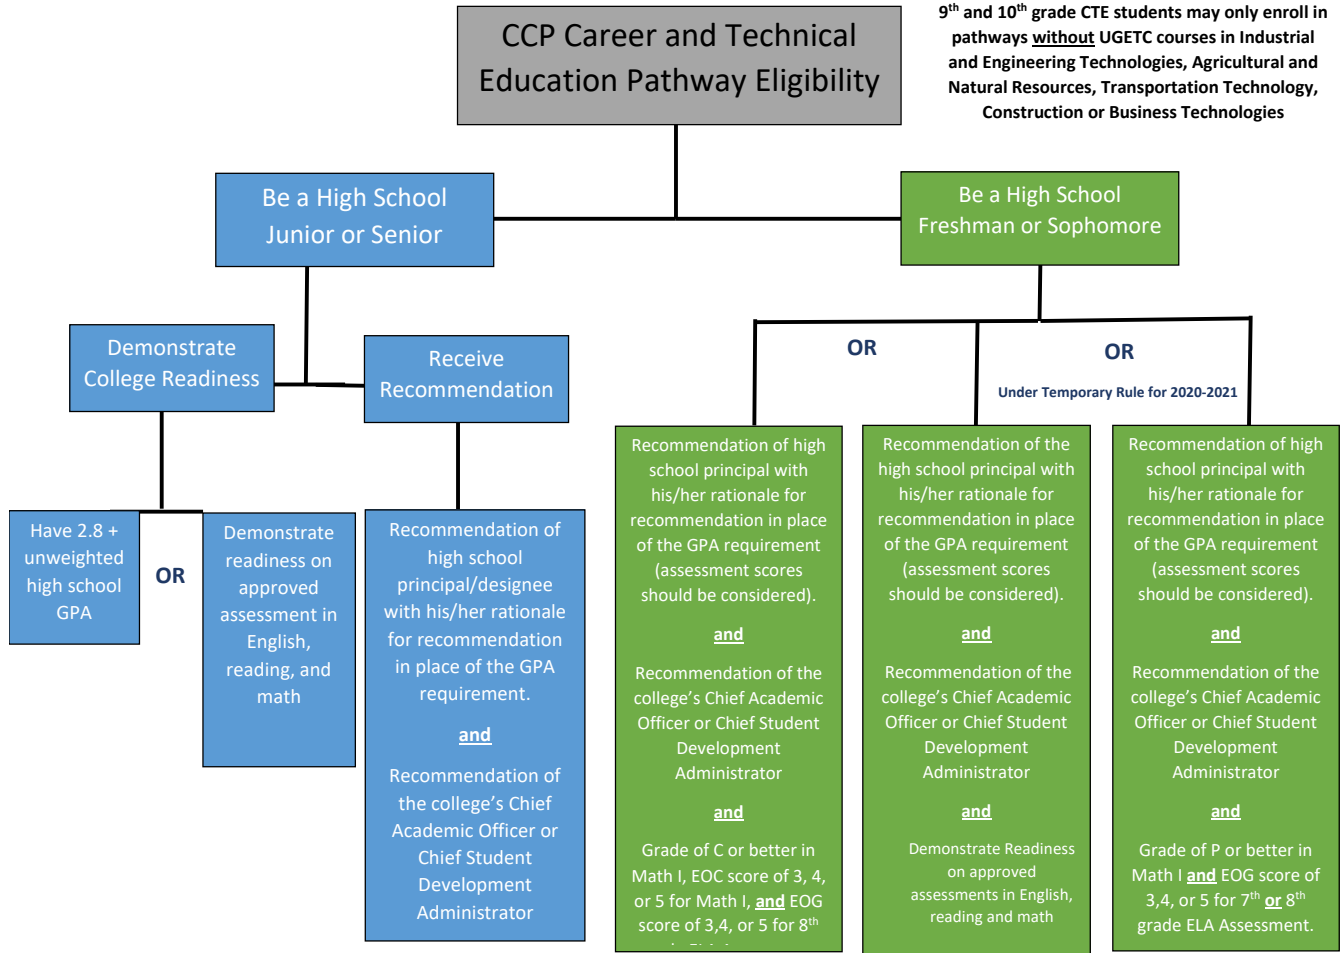 CCP Career and Technical
Education Pathway Eligibility
9th and 10th grade CTE students may only enroll in
pathways without UGETC courses in Industrial
and Engineering Technologies, Agricultural and
Natural Resources, Transportation Technology,
Construction or Business Technologies
Be a High School
Junior or Senior
Be a High School
Freshman or Sophomore
Demonstrate
College Readiness
Receive
Recommendation
OR
OR
Under Temporary Rule for 2020-2021
Have 2.8 +
unweighted
high school
GPA
OR
Demonstrate
readiness on
approved
assessment in
English,
reading, and
math
Recommendation of
high school
principal/designee
with his/her rationale
for recommendation
in place of the GPA
requirement.
and
Recommendation of
the college's Chief
Academic Officer or
Chief Student
Development
Administrator
Recommendation of high
school principal with
his/her rationale for
recommendation in place
of the GPA requirement
(assessment scores
should be considered).
and
Recommendation of the
college's Chief Academic
Officer or Chief Student
Development
Administrator
and
Grade of C or better in
Math I, EOC score of 3, 4,
or 5 for Math I, and EOG
score of 3,4, or 5 for 8th
Recommendation of the
high school principal with
his/her rationale for
recommendation in place
of the GPA requirement
(assessment scores
should be considered).
and
Recommendation of the
college's Chief Academic
Officer or Chief Student
Development
Administrator
and
Demonstrate Readiness
on approved
assessments in English,
reading and math
Recommendation of high
school principal with
his/her rationale for
recommendation in place
of the GPA requirement
(assessment scores
should be considered).
and
Recommendation of the
college's Chief Academic
Officer or Chief Student
Development
Administrator
and
Grade of P or better in
Math I and EOG score of
3,4, or 5 for 7th or 8th
grade ELA Assessment.